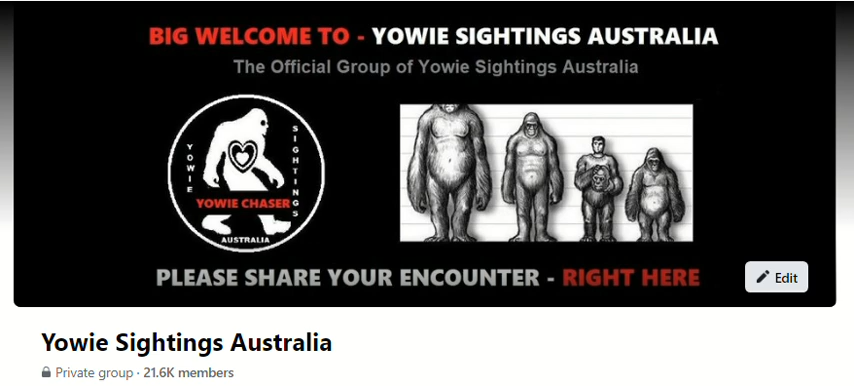 BIG WELCOME TO - YOWIE SIGHTINGS AUSTRALIA
The Official Group of Yowie Sightings Australia
YOWIE
SIGHTINGS
YOWIE CHASER
AUSTRALIA
PLEASE SHARE YOUR ENCOUNTER - RIGHT HERE
Edit
Yowie Sightings Australia
Private group · 21.6K members